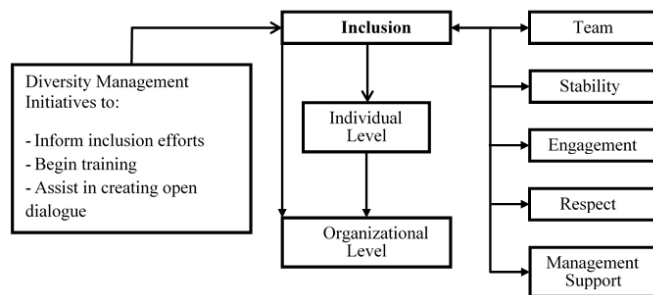 Inclusion
Team
Diversity Management
Initiatives to:
- Inform inclusion efforts
- Begin training
- Assist in creating open
dialogue
Individual
Level
Organizational
Level
Stability
Engagement
Respect
Management
Support